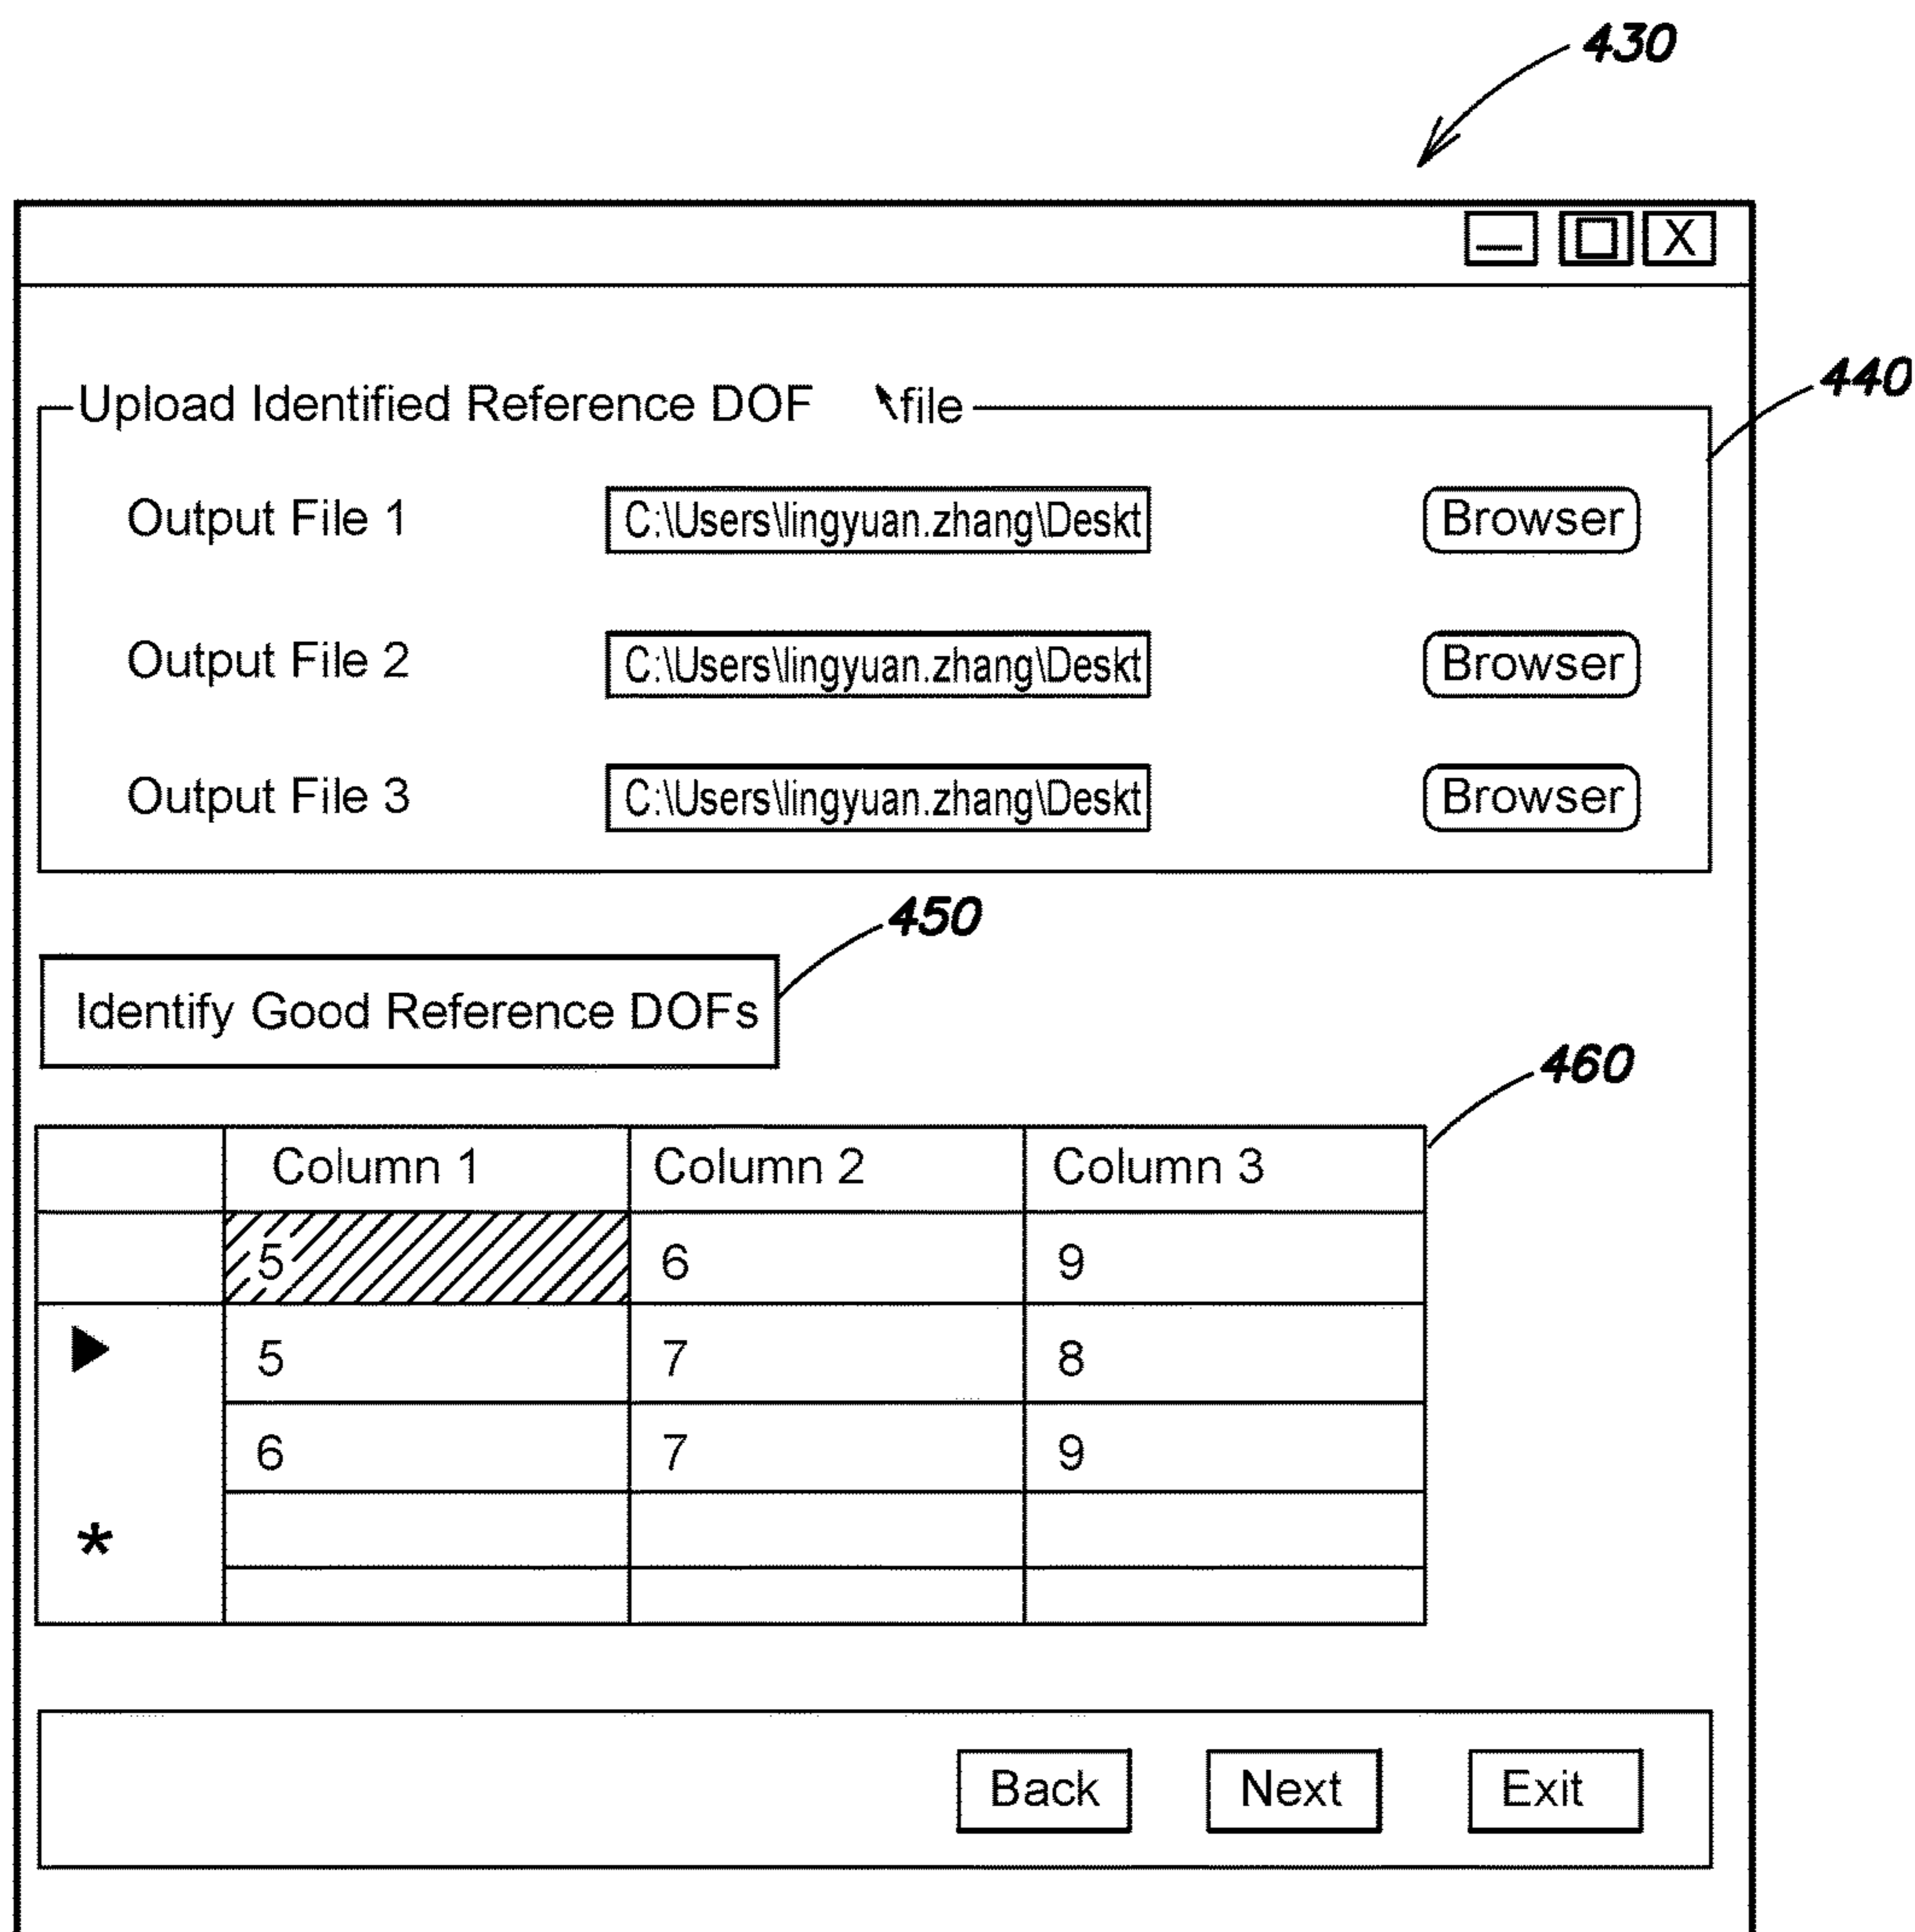 430
X
Upload Identified Reference DOF file
440
Output File 1 C:\Users\lingyuan.zhang\Deskt Browser
Output File 2 C:\Users\lingyuan.zhang\Deskt Browser
Output File 3 C:\Users\lingyuan.zhang\Deskt Browser
450
Identify Good Reference DOFs
460
Column 1 Column 2 Column 3
5 6 9
5 7 8
6 7 9
*
Back Next Exit